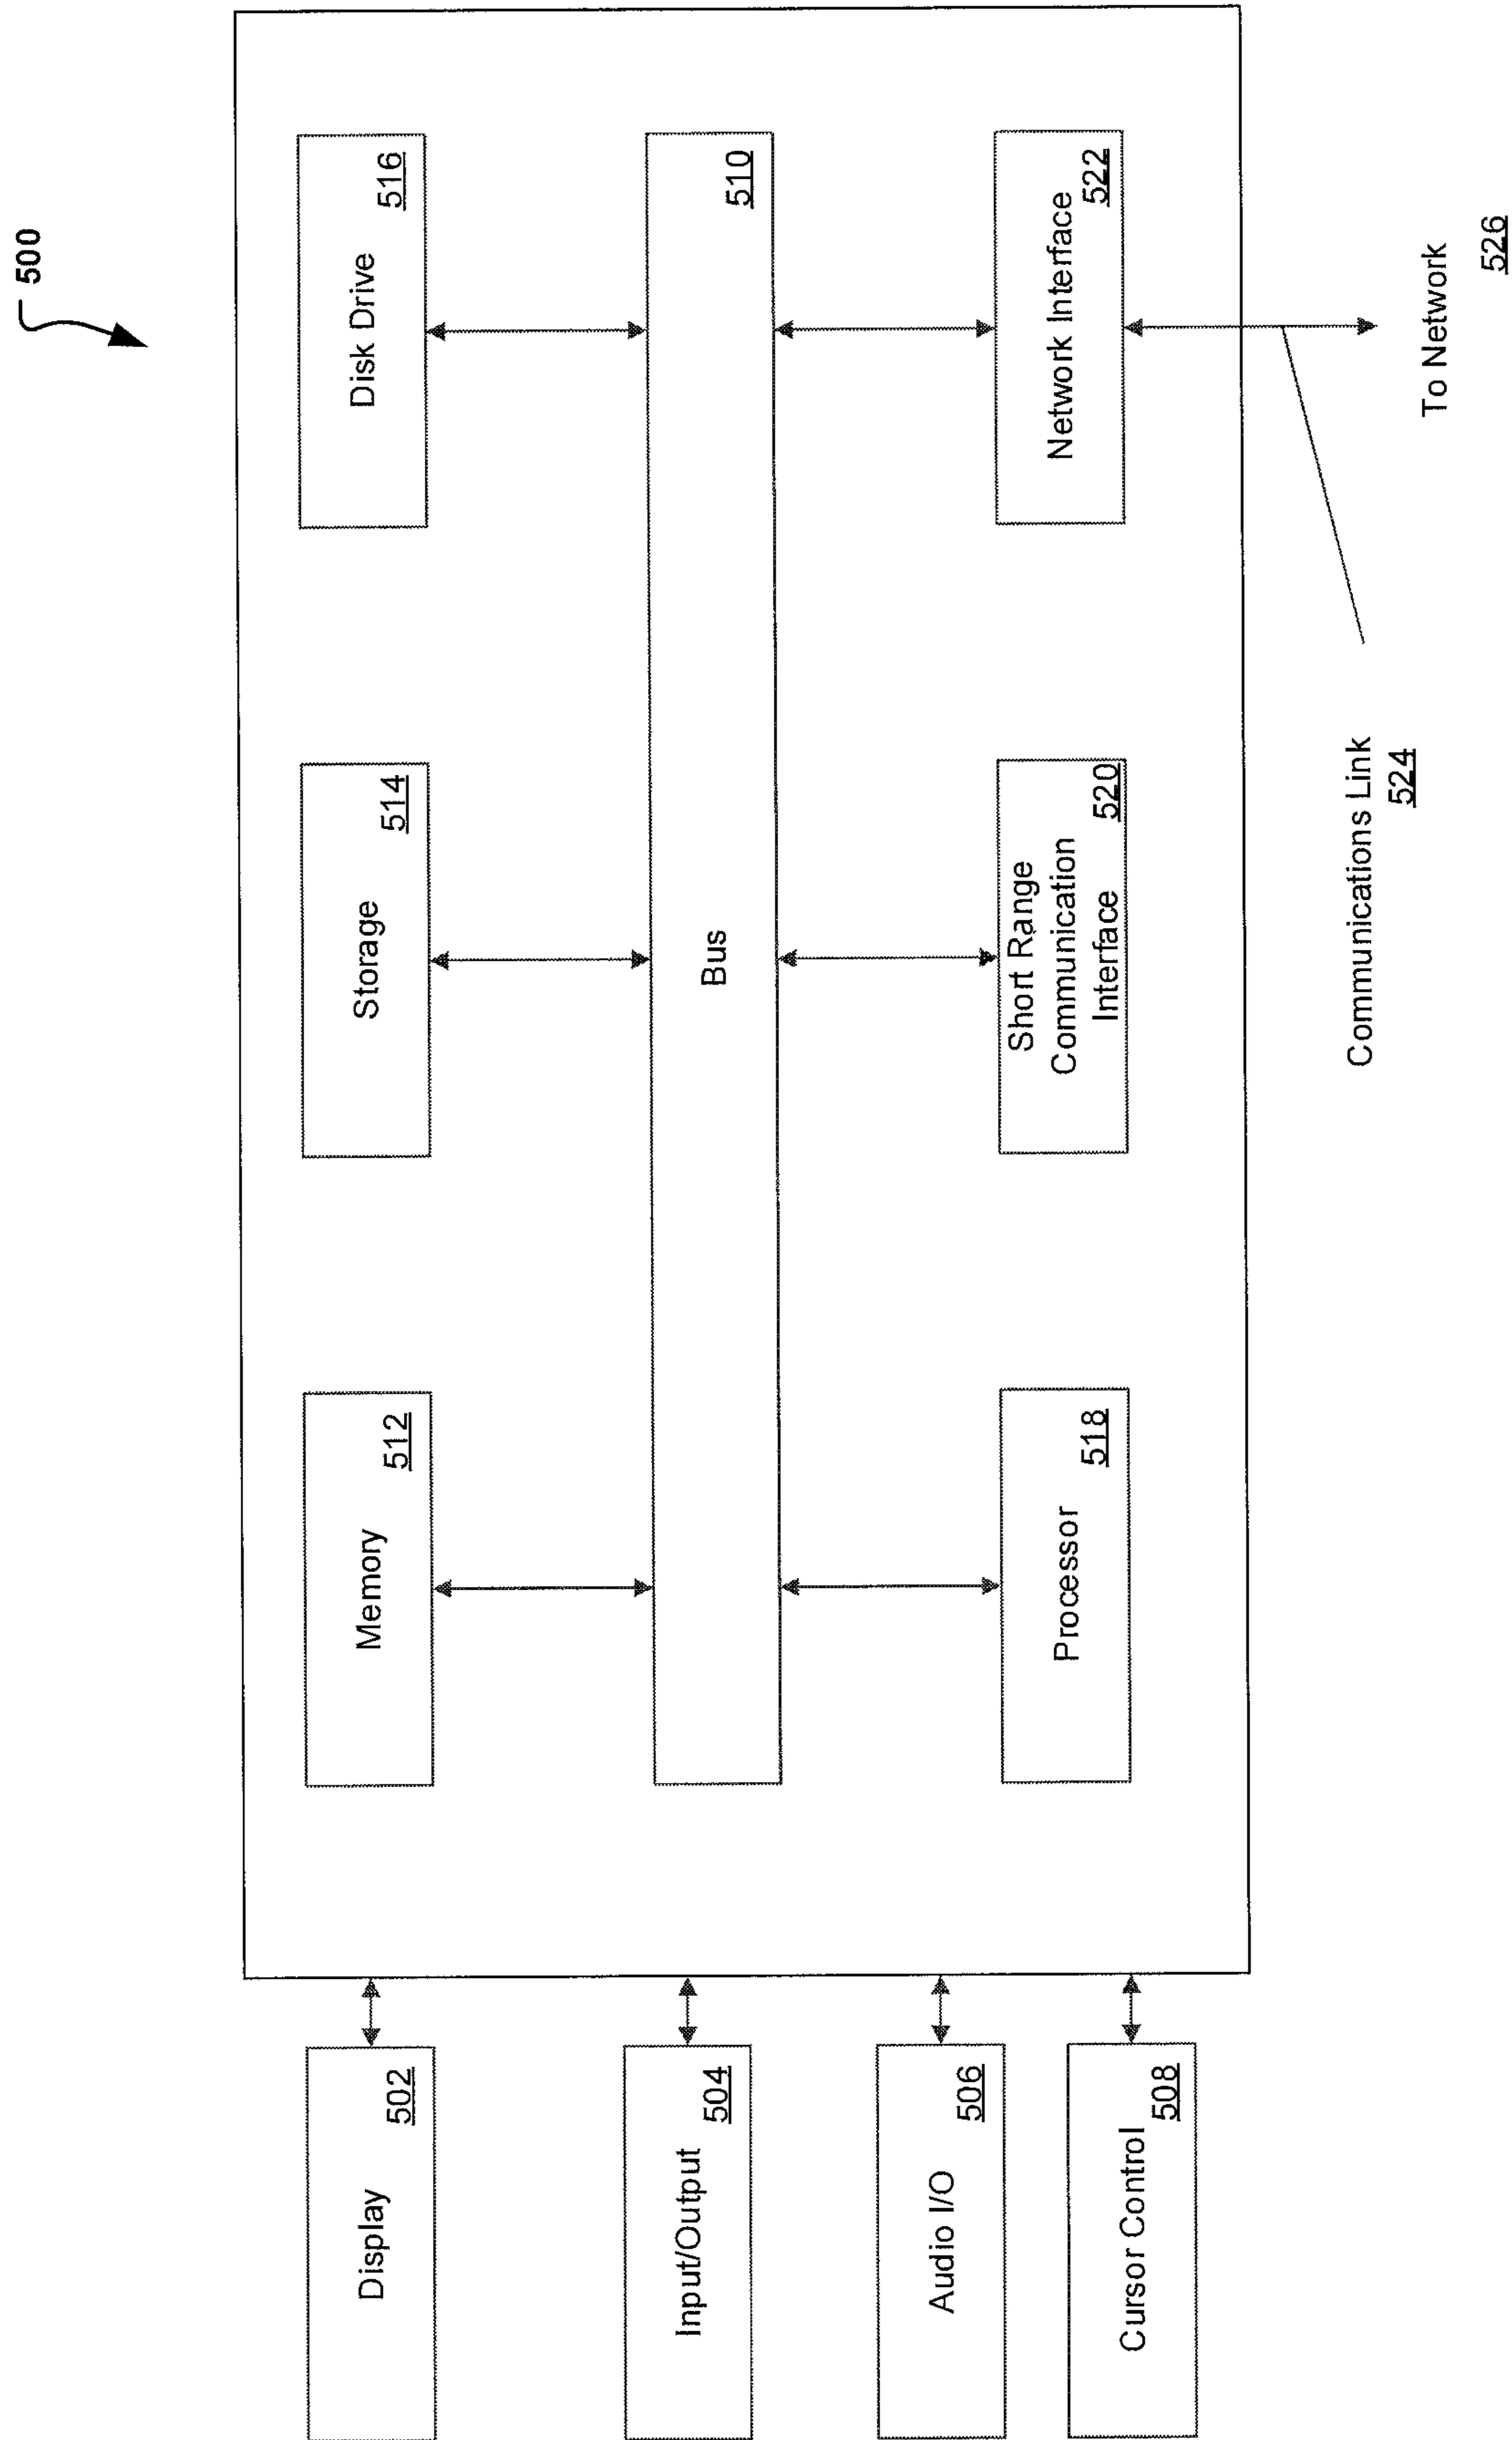 500
Display
502
Memory
512
Storage
514
Disk Drive
516
Input/Output
504
Bus
510
Audio I/O
506
Cursor Control
508
Processor
518
Short Range
Communication
Interface
520
Network Interface
522
Communications Link
524
To Network
526